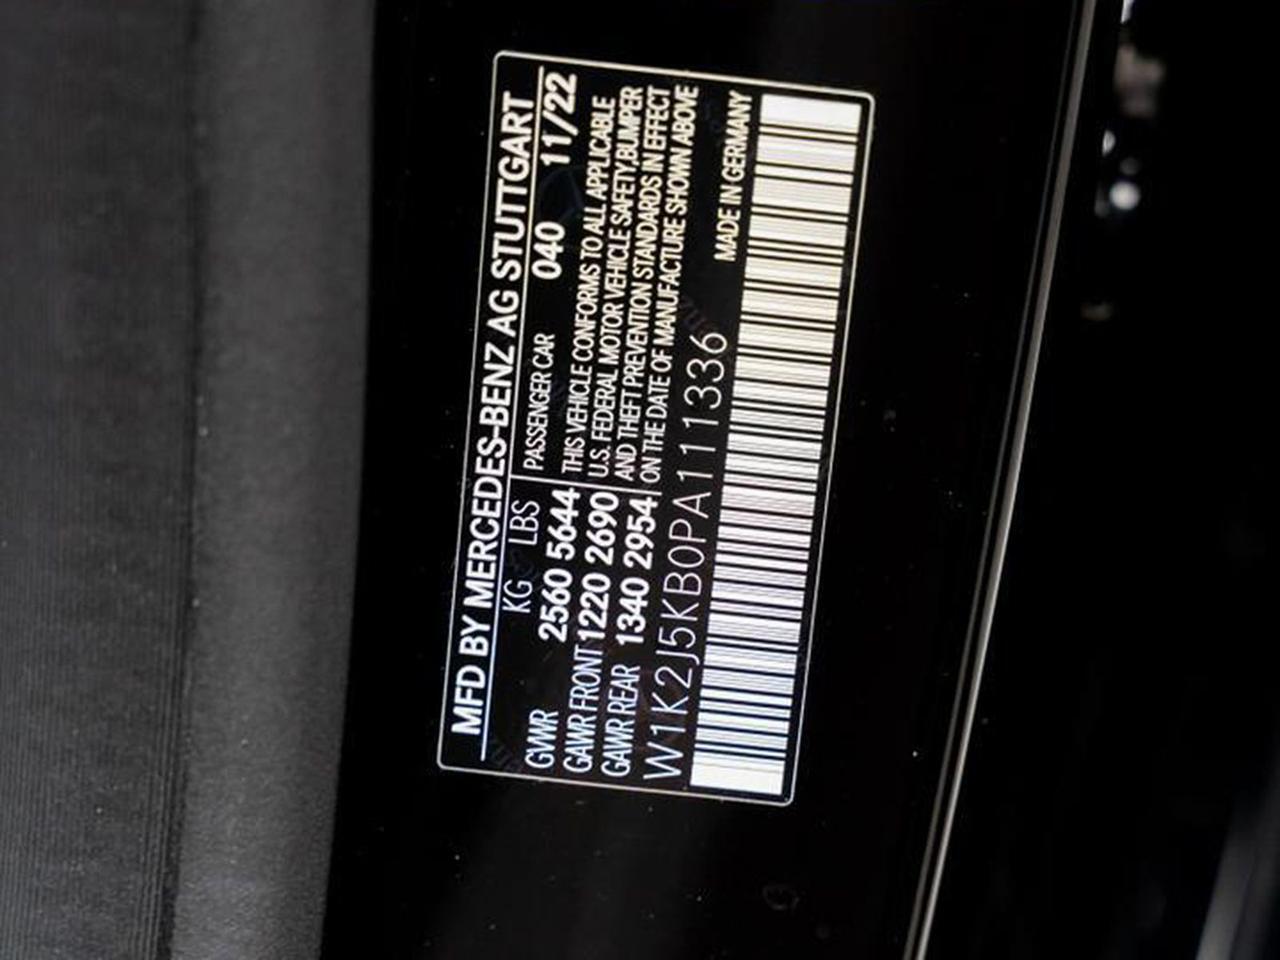 MFD BY MERCEDES-BENZ AG STUTTGART
KG LBS PASSENGER CAR 040 11/22
GVWR 2560 5644 THIS VEHICLE CONFORMS TO ALL APPLICABLE
GAWR FRONT 1220 2690 U.S. FEDERAL MOTOR VEHICLE SAFETY,BUMPER
GAWR REAR 1340 2954 AND THEFT PREVENTION STANDARDS IN EFFECT
ON THE DATE OF MANUFACTURE SHOWN ABOVE
W1K2J5KB0PA111336 MADE IN GERMANY